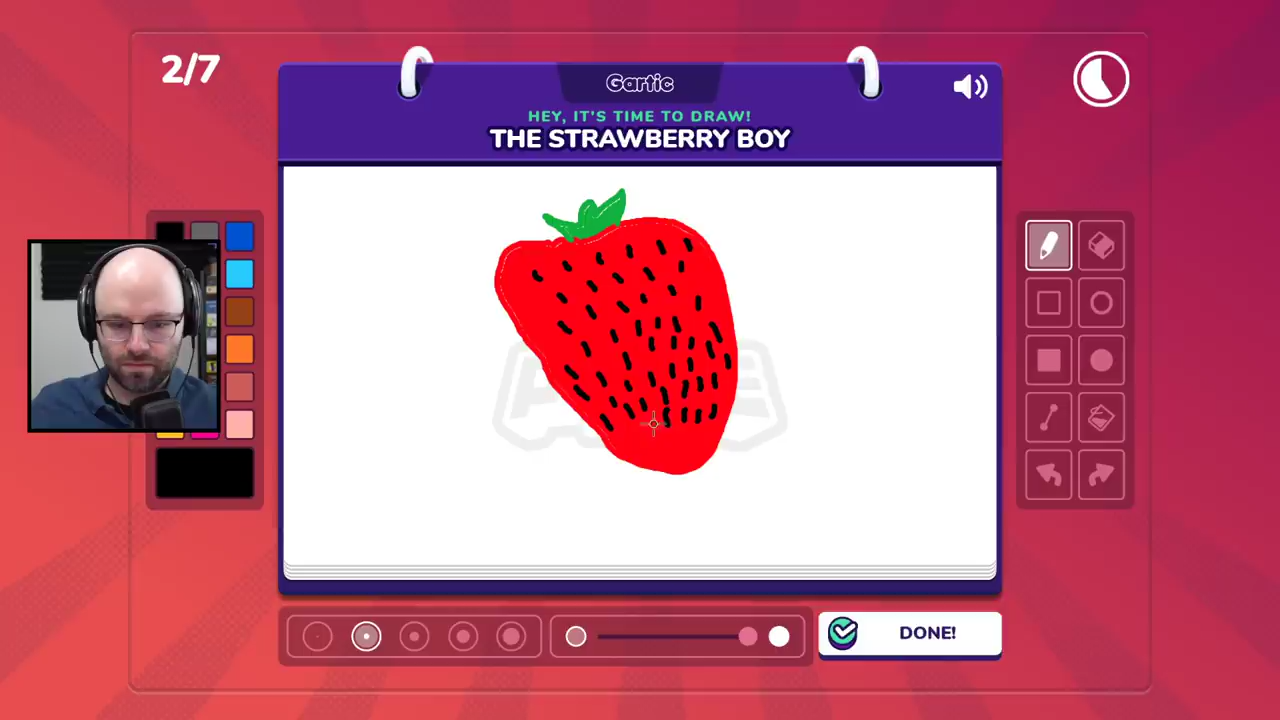 2/7
Gartic
HEY, IT'S TIME TO DRAW!
THE STRAWBERRY BOY
DONE!